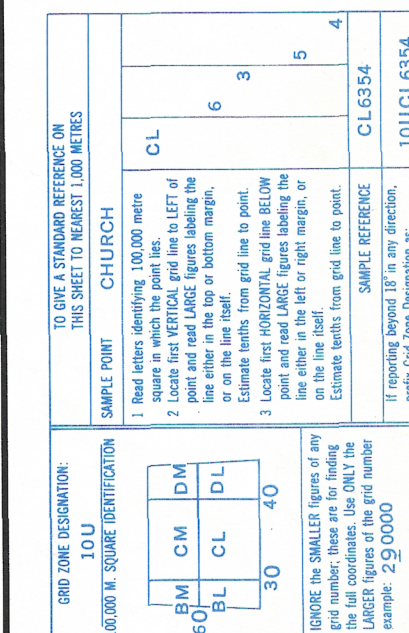 GRID ZONE DESIGNATION:
10U
100,000 M. SQUARE IDENTIFICATION
BM CM DM
60
BL CL DL
30 40
IGNORE the SMALLER figures of any
grid number; these are for finding
the full coordinates. Use ONLY the
LARGER figures of the grid number
example: 290000
TO GIVE A STANDARD REFERENCE ON
THIS SHEET TO NEAREST 1,000 METRES
SAMPLE POINT CHURCH
1 Read letters identifying 100,000 metre
square in which the point lies. CL
2 Locate first VERTICAL grid line to LEFT of
point and read LARGE figures labeling the
line either in the top or bottom margin,
or on the line itself. 6
Estimate tenths from grid line to point. 3
3 Locate first HORIZONTAL grid line BELOW
point and read LARGE figures labeling the
line either in the left or right margin, or
on the line itself. 5
Estimate tenths from grid line to point. 4
SAMPLE REFERENCE CL6354
If reporting beyond 18° in any direction,
prefix Grid Zone Designation as:
10UCL6354